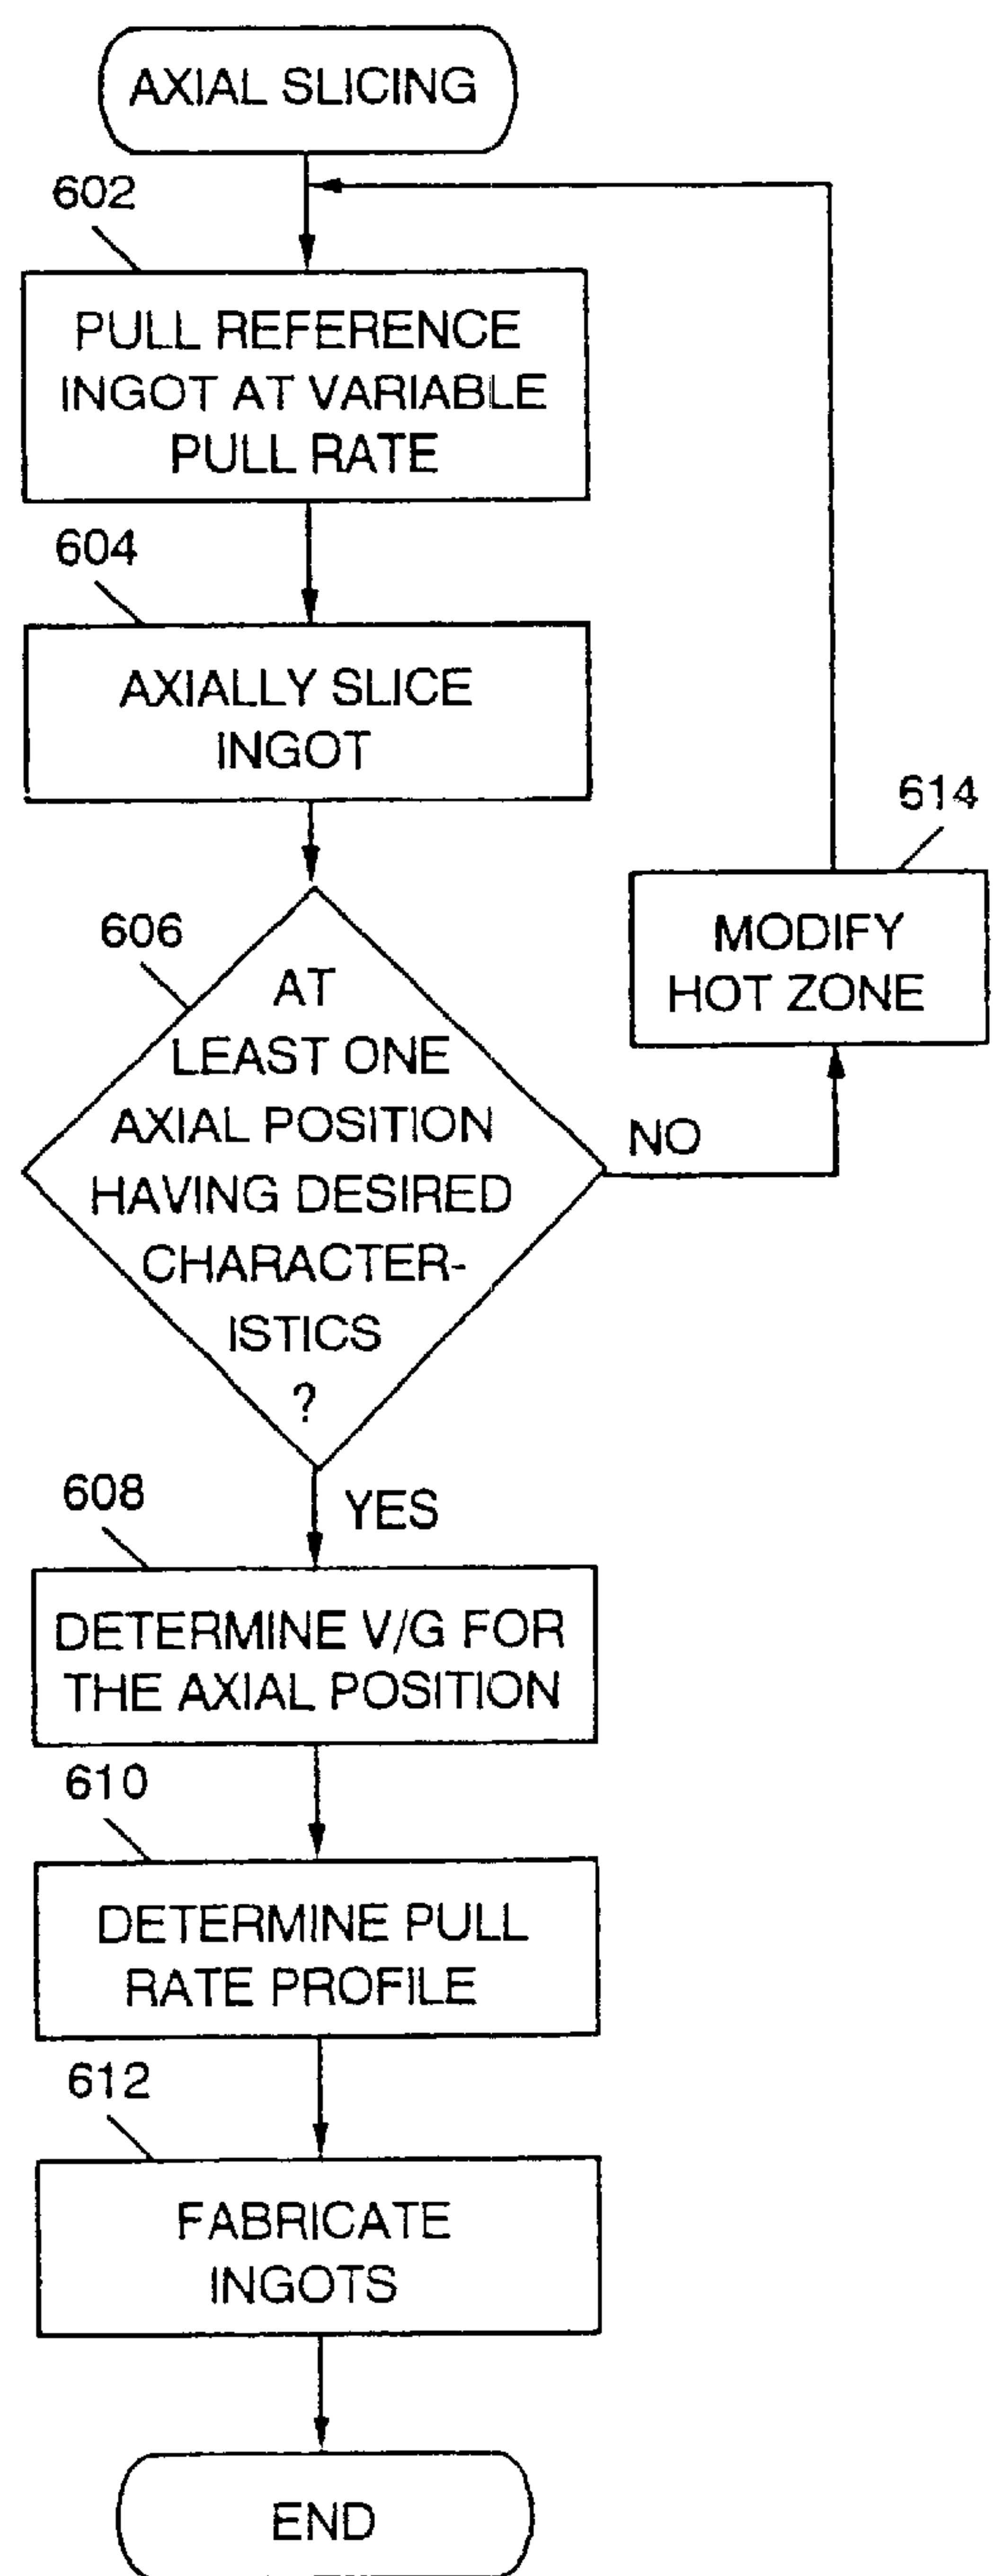 AXIAL SLICING
602
PULL REFERENCE
INGOT AT VARIABLE
PULL RATE
604
AXIALLY SLICE
INGOT
614
MODIFY
HOT ZONE
606
AT
LEAST ONE
AXIAL POSITION
HAVING DESIRED
CHARACTER-
ISTICS
?
NO
YES
608
DETERMINE V/G FOR
THE AXIAL POSITION
610
DETERMINE PULL
RATE PROFILE
612
FABRICATE
INGOTS
END